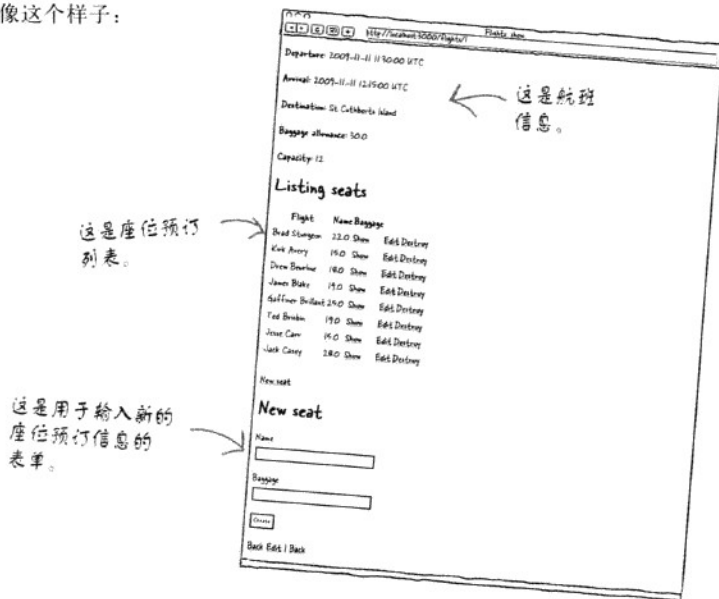 像这个样子：
Flights: show
http://localhost:3000/flights/1
Departure: 2009-11-11 11:30:00 UTC
Arrival: 2009-11-11 12:15:00 UTC
Destination: St Cuthberts Island
Baggage allowance: 30.0
Capacity: 12
这是航班
信息。
Listing seats
Flight Name Baggage
这是座位预订
列表。
Brad Sturgeon 22.0 Show Edit Destroy
Kirk Avery 15.0 Show Edit Destroy
Drew 18.0 Show Edit Destroy
James Blake 19.0 Show Edit Destroy
Gaffner Brillant 25.0 Show Edit Destroy
Ted 19.0 Show Edit Destroy
Jesse Carr 15.0 Show Edit Destroy
Jack Casey 28.0 Show Edit Destroy
New seat
New seat
这是用于输入新的
座位预订信息的
表单。
Name
Baggage
Create
Back Edit | Back